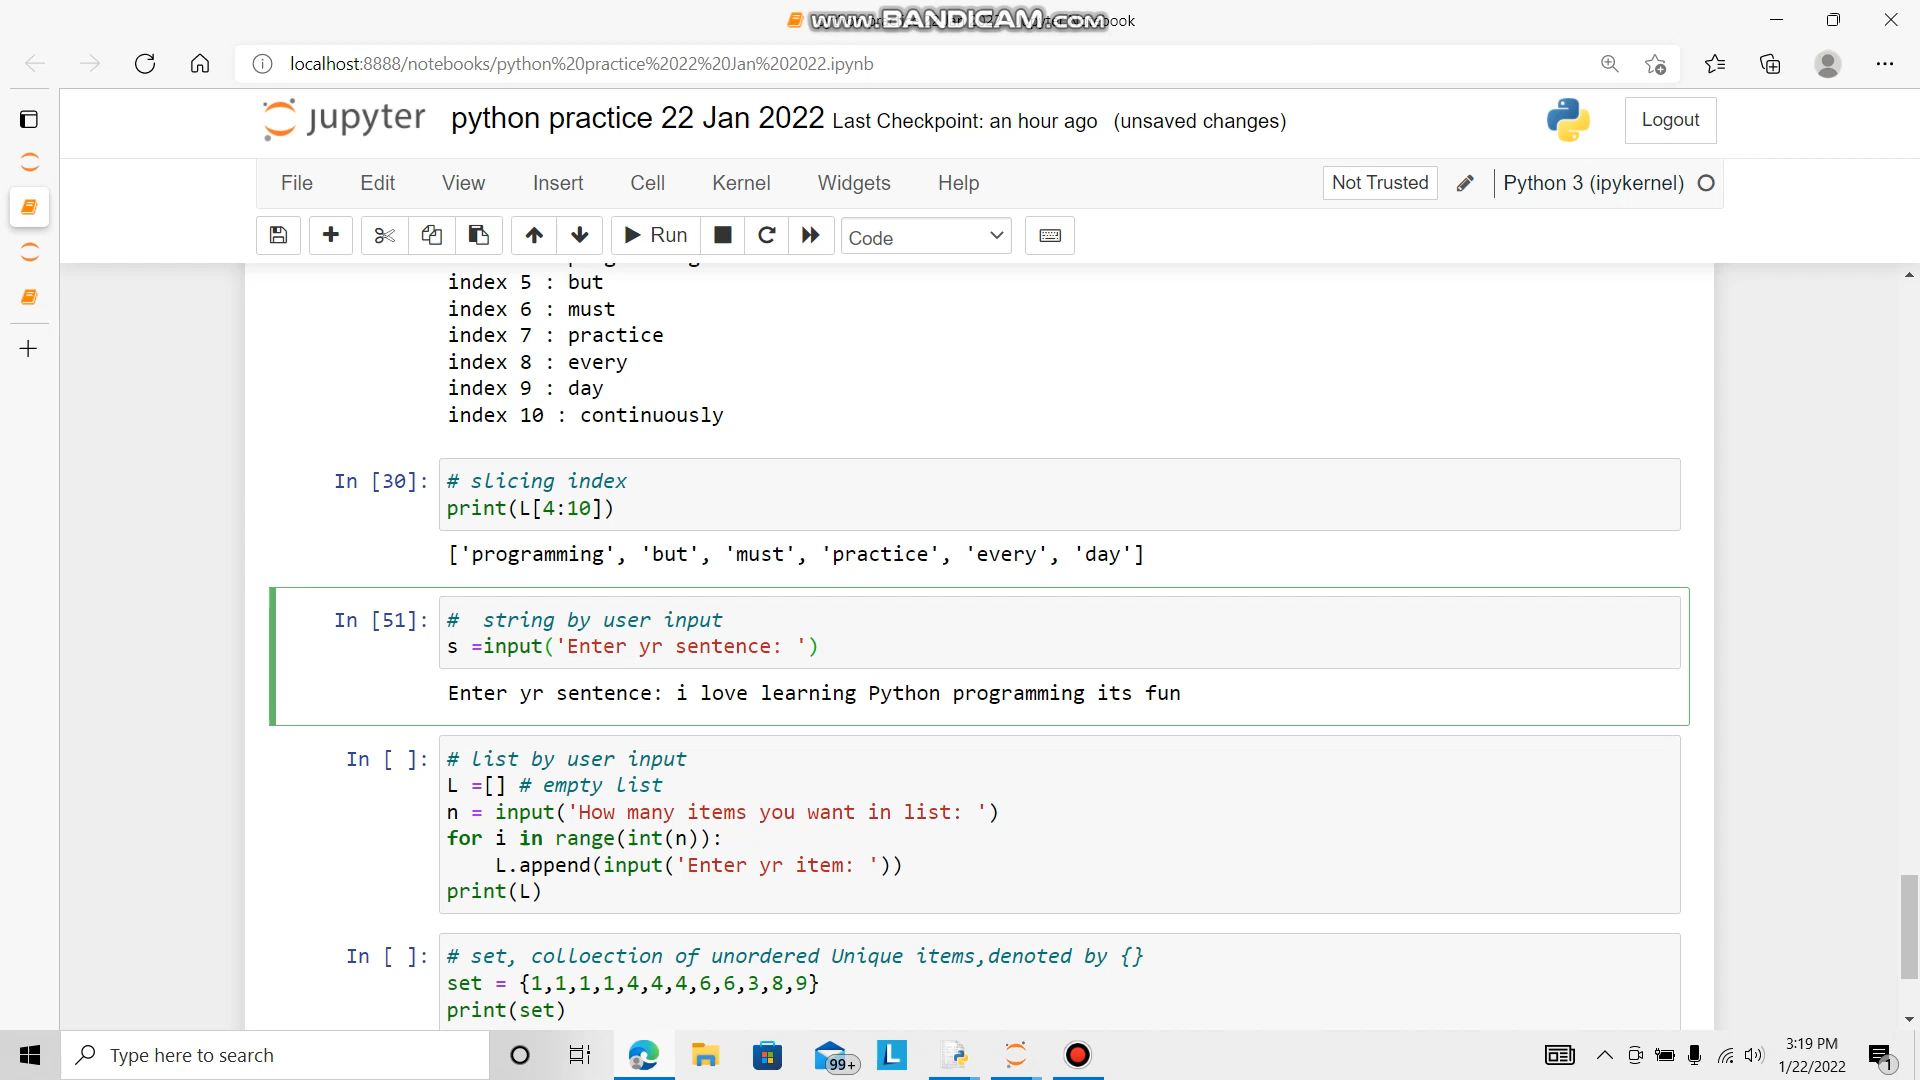 www.BANDICAM.com
localhost:8888/notebooks/python%20practice%2022%20Jan%202022.ipynb
jupyter python practice 22 Jan 2022 Last Checkpoint: an hour ago (unsaved changes)
Logout
File Edit View Insert Cell Kernel Widgets Help
Not Trusted
Python 3 (ipykernel)
Run
Code
index 5 : but
index 6 : must
index 7 : practice
index 8 : every
index 9 : day
index 10 : continuously
In [30]: # slicing index
print(L[4:10])
['programming', 'but', 'must', 'practice', 'every', 'day']
In [51]: #  string by user input
s =input('Enter yr sentence: ')
Enter yr sentence: i love learning Python programming its fun
In [ ]: # list by user input
L =[] # empty list
n = input('How many items you want in list: ')
for i in range(int(n)):
    L.append(input('Enter yr item: '))
print(L)
In [ ]: # set, colloection of unordered Unique items,denoted by {}
set = {1,1,1,1,4,4,4,6,6,3,8,9}
print(set)
Type here to search
99+
L
3:19 PM
1/22/2022
1